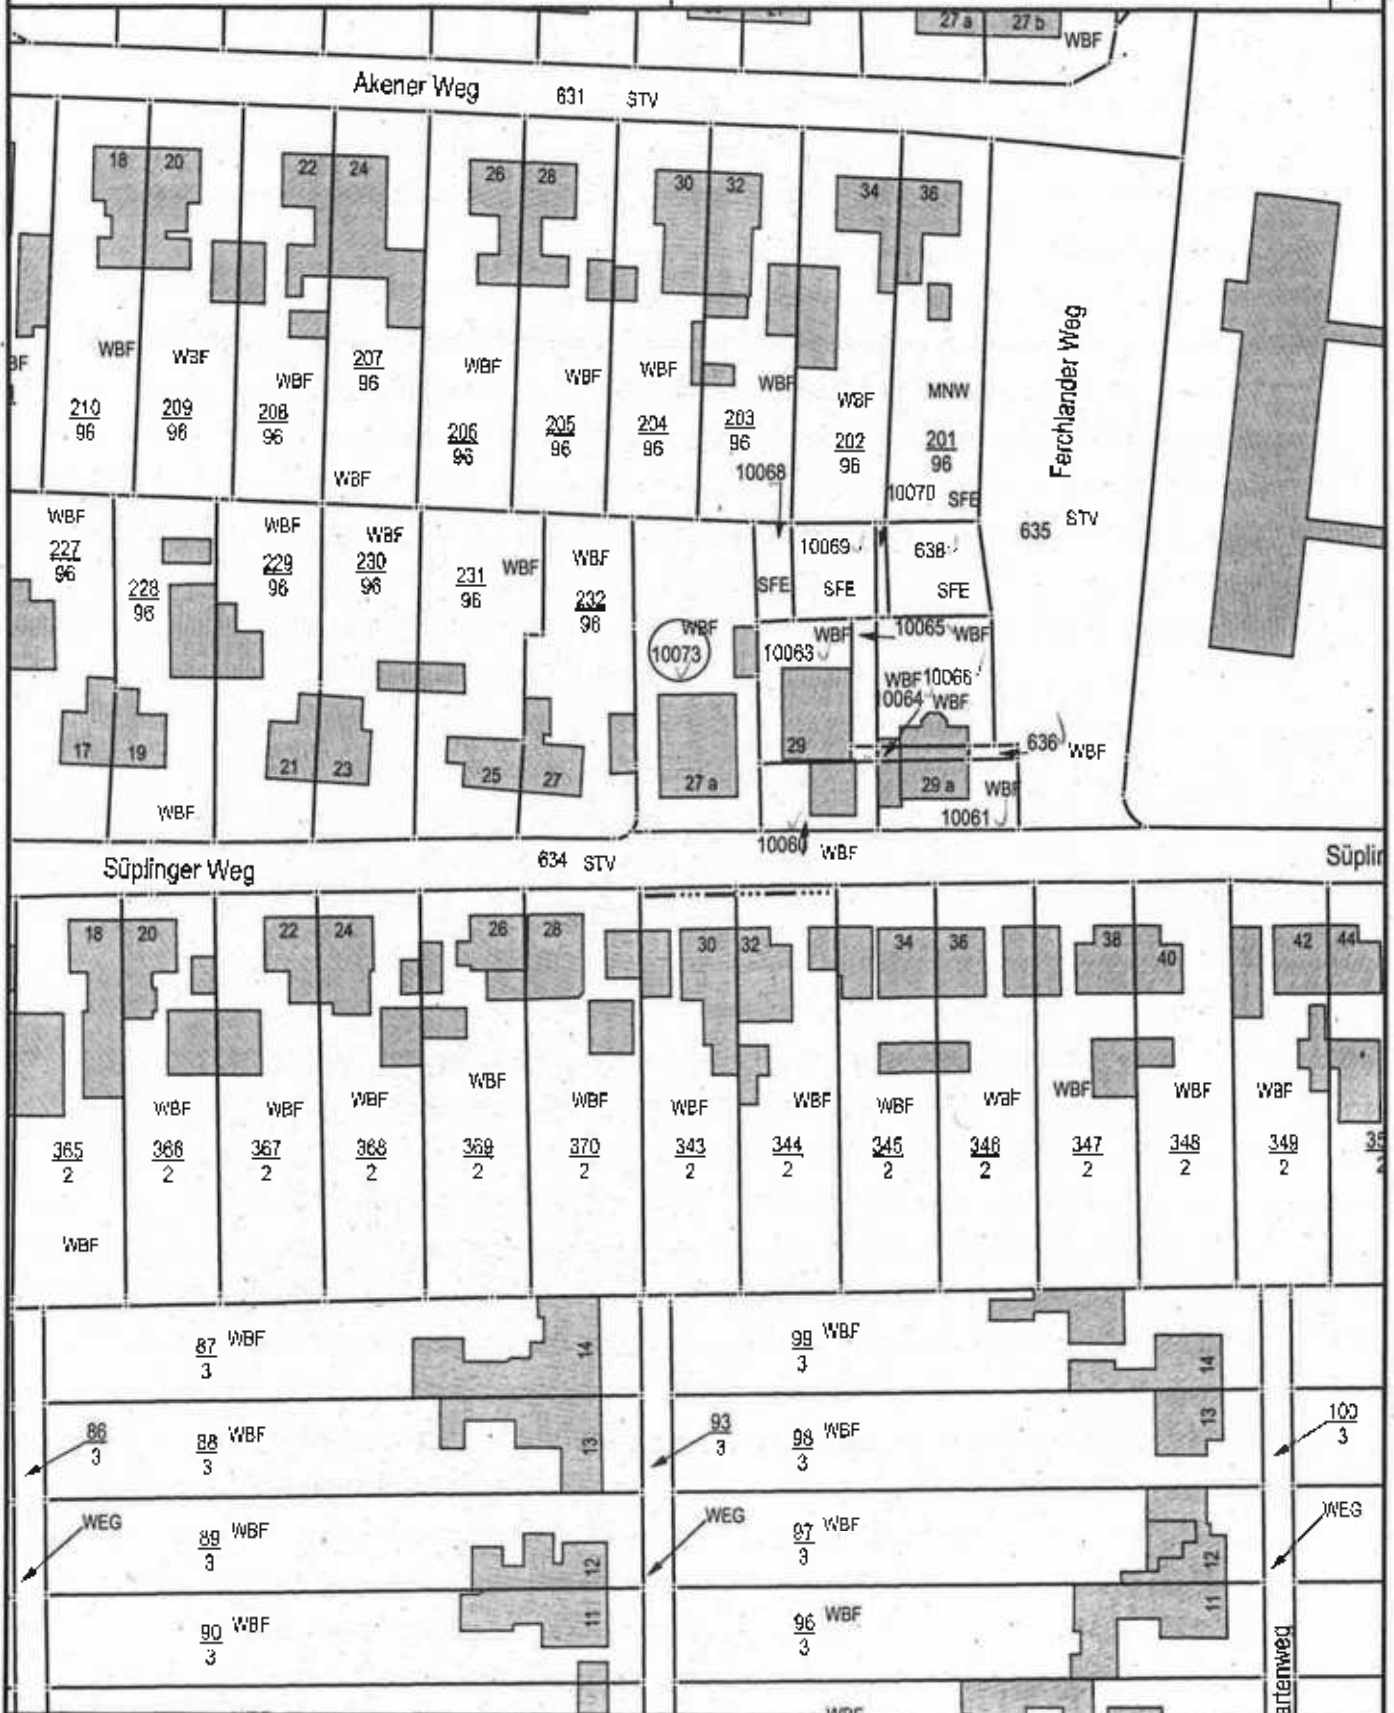 27 a
27 b
WBF
Akener Weg
631
STV
18
20
22
24
26
28
30
32
34
36
WBF
WBF
WBF
207
96
WBF
WBF
WBF
WBF
WBF
MNW
Ferchlander Weg
210
96
209
96
208
96
206
96
205
96
204
96
203
96
202
96
201
96
WBF
10068
10070
SFE
635
STV
WBF
227
96
228
96
WBF
229
96
WBF
230
96
231
96
WBF
WBF
232
96
10069
638
SFE
SFE
SFE
WBF
10073
WBF
10063
10065
WBF
WBF
10066
10064
WBF
17
19
21
23
25
27
27 a
29
29 a
636
WBF
WBF
10061
WBF
10060
WBF
Süplinger Weg
634
STV
18
20
22
24
26
28
30
32
34
36
38
40
42
44
WBF
WBF
WBF
WBF
WBF
WBF
WBF
WBF
WBF
WBF
WBF
WBF
365
2
366
2
367
2
368
2
369
2
370
2
343
2
344
2
345
2
346
2
347
2
348
2
349
2
WBF
87
3
WBF
14
99
3
WBF
14
86
3
88
3
WBF
13
93
3
98
3
WBF
13
100
3
WEG
89
3
WBF
12
WEG
97
3
WBF
12
WEG
90
3
WBF
11
96
3
WBF
11